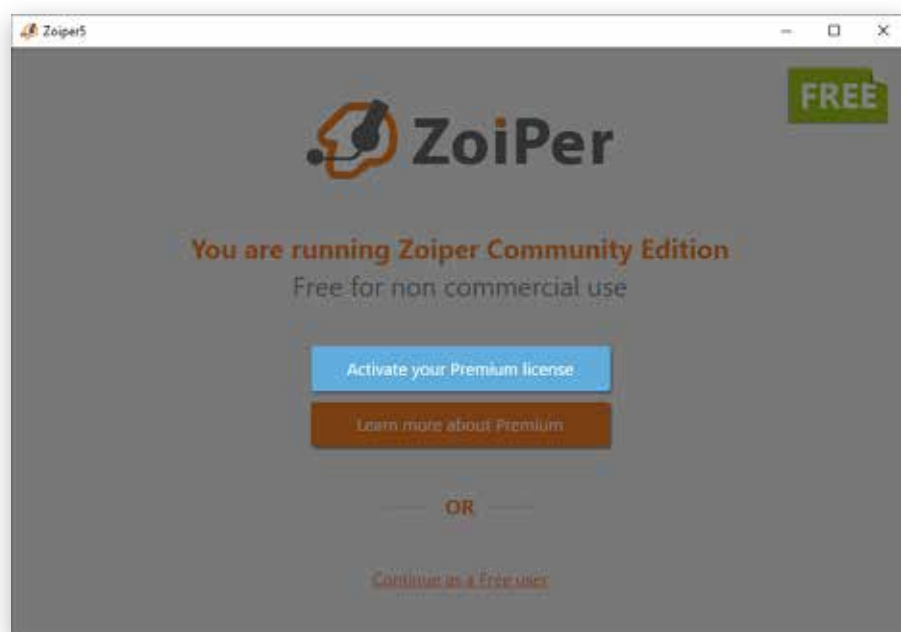 Zoiper5
FREE
ZoiPer
You are running Zoiper Community Edition
Free for non commercial use
Activate your Premium license
Learn more about Premium
OR
Continue as a Free user